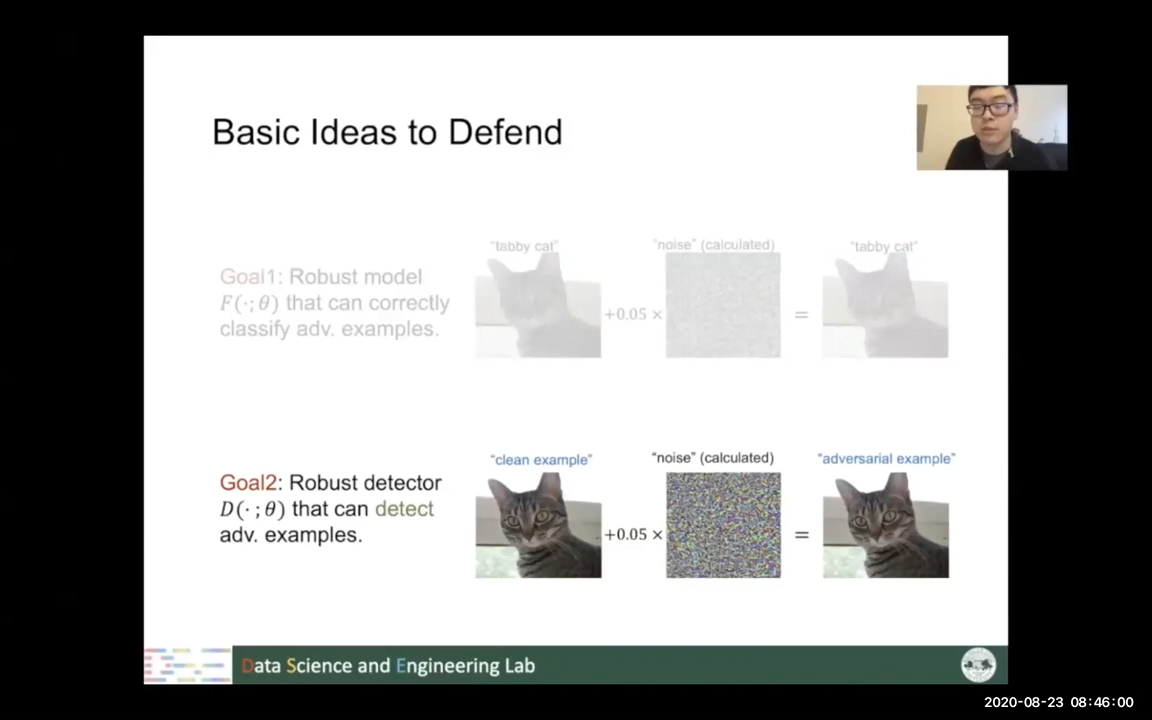 Basic Ideas to Defend
"tabby cat"
"noise" (calculated)
"tabby cat"
Goal1: Robust model
F(·;θ) that can correctly
classify adv. examples.
+0.05 ×
=
"clean example"
"noise" (calculated)
"adversarial example"
Goal2: Robust detector
D(·;θ) that can detect
adv. examples.
+0.05 ×
=
Data Science and Engineering Lab
2020-08-23 08:46:00